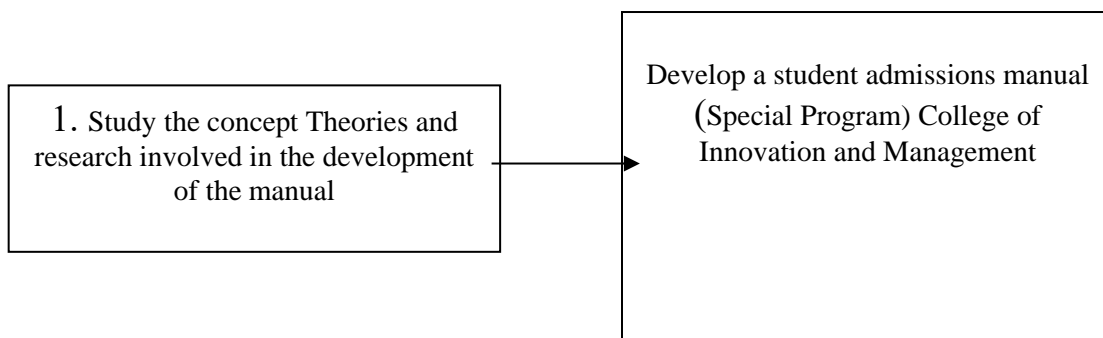 1. Study the concept Theories and
research involved in the development
of the manual
Develop a student admissions manual
(Special Program) College of
Innovation and Management